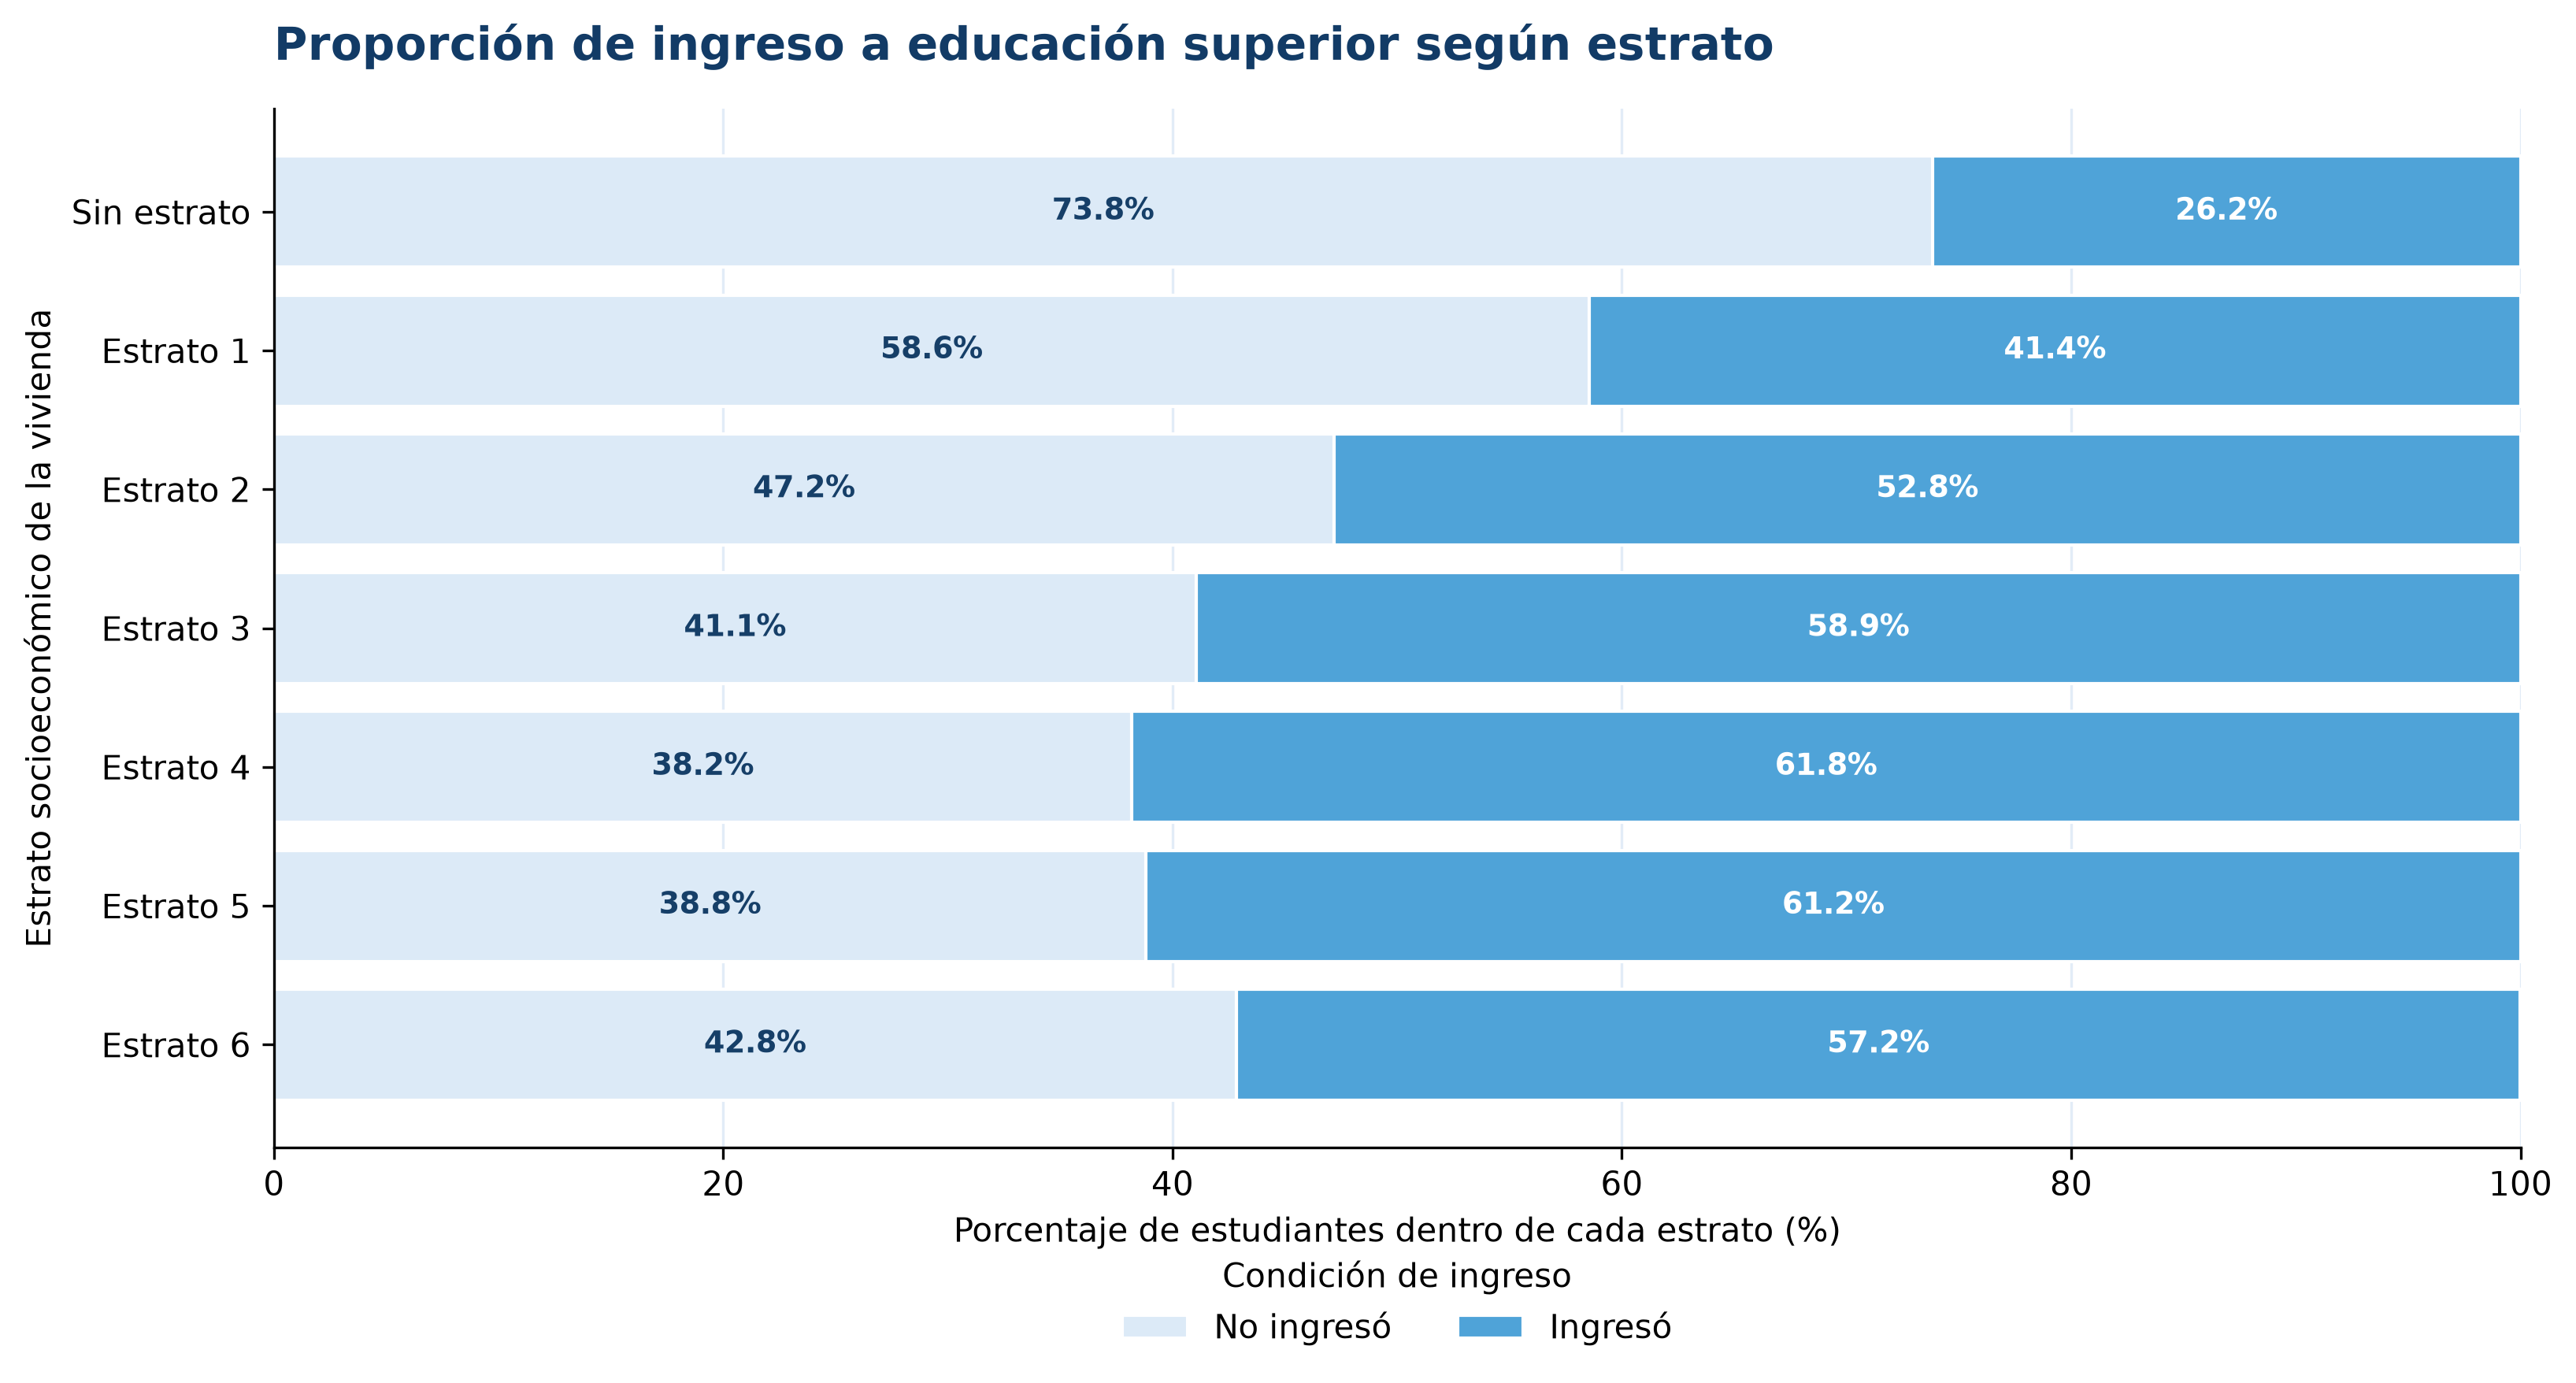 Proporción de ingreso a educación superior según estrato
Estrato socioeconómico de la vivienda
Sin estrato 73.8% 26.2%
Estrato 1 58.6% 41.4%
Estrato 2 47.2% 52.8%
Estrato 3 41.1% 58.9%
Estrato 4 38.2% 61.8%
Estrato 5 38.8% 61.2%
Estrato 6 42.8% 57.2%
0 20 40 60 80 100
Porcentaje de estudiantes dentro de cada estrato (%)
Condición de ingreso
No ingresó Ingresó